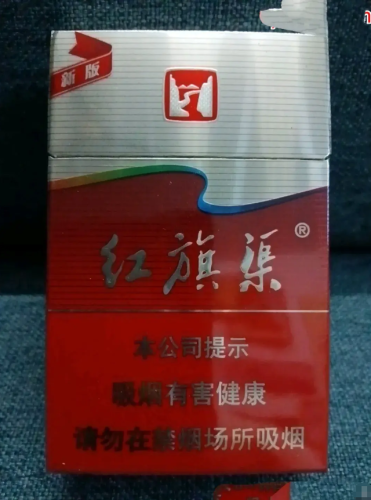 新版
红旗渠®
本公司提示
吸烟有害健康
请勿在禁烟场所吸烟